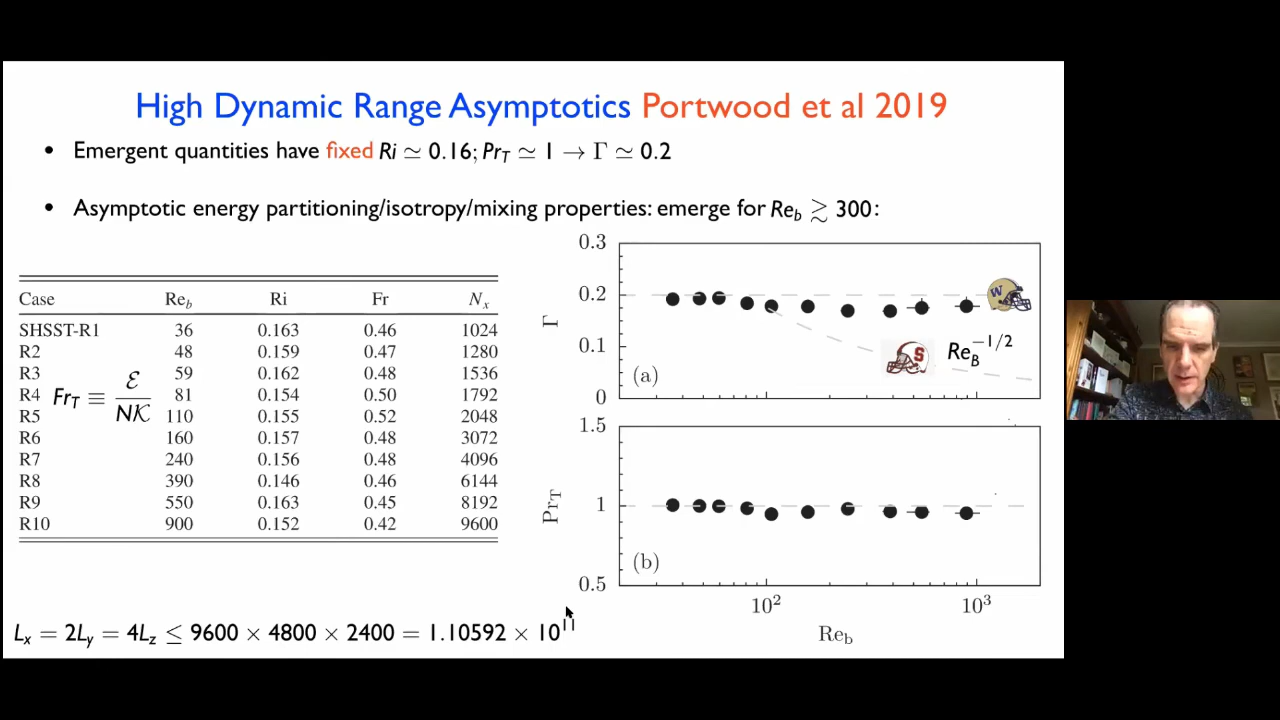 High Dynamic Range Asymptotics Portwood et al 2019
• Emergent quantities have fixed Ri ≃ 0.16; Pr_T ≃ 1 → Γ ≃ 0.2
• Asymptotic energy partitioning/isotropy/mixing properties: emerge for Re_b ≳ 300:
Case Re_b Ri Fr N_x
SHSST-R1 36 0.163 0.46 1024
R2 48 0.159 0.47 1280
R3 59 0.162 0.48 1536
R4 81 0.154 0.50 1792
R5 110 0.155 0.52 2048
R6 160 0.157 0.48 3072
R7 240 0.156 0.48 4096
R8 390 0.146 0.46 6144
R9 550 0.163 0.45 8192
R10 900 0.152 0.42 9600
Fr_T ≡ ℰ / N𝒦
L_x = 2L_y = 4L_z ≤ 9600 × 4800 × 2400 = 1.10592 × 10^11
0.3
0.2
0.1
0
Γ
W
S
Re_B^{-1/2}
(a)
1.5
1
0.5
Pr_T
(b)
10^2 10^3
Re_b